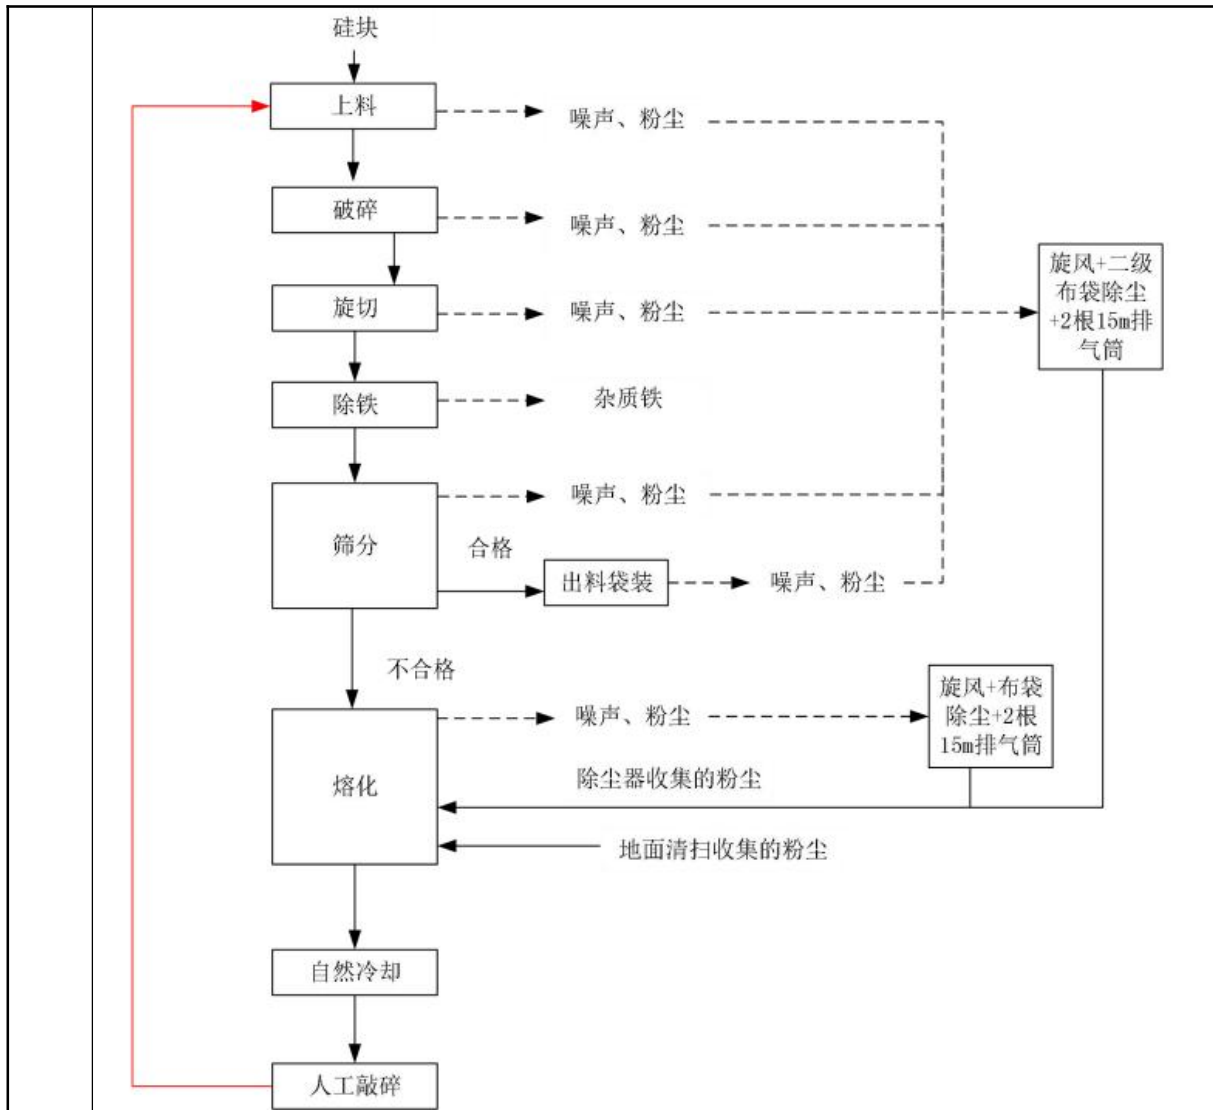 硅块
上料
噪声、粉尘
破碎
噪声、粉尘
旋切
噪声、粉尘
旋风+二级
布袋除尘
+2根15m排
气筒
除铁
杂质铁
筛分
噪声、粉尘
合格
出料袋装
噪声、粉尘
不合格
熔化
噪声、粉尘
旋风+布袋
除尘+2根
15m排气筒
除尘器收集的粉尘
地面清扫收集的粉尘
自然冷却
人工敲碎